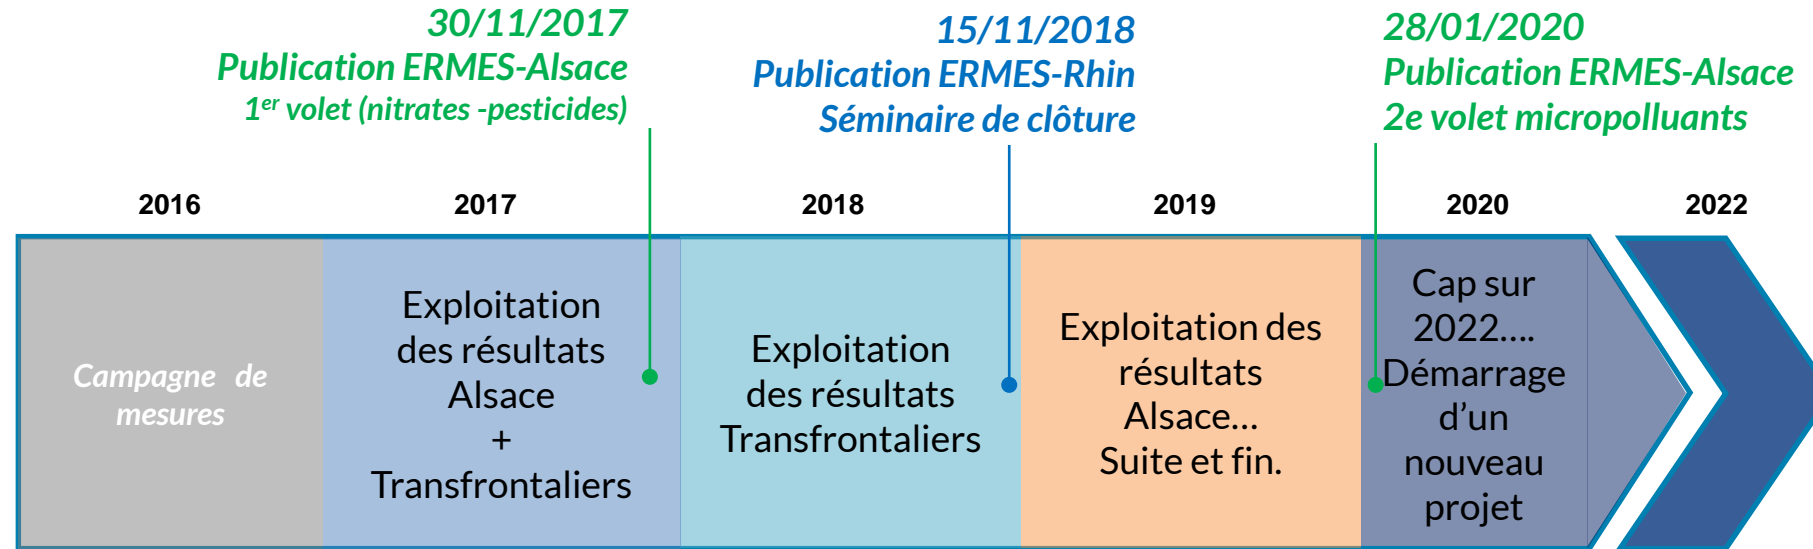 30/11/2017
Publication ERMES-Alsace
1er volet (nitrates -pesticides)
15/11/2018
Publication ERMES-Rhin
Séminaire de clôture
28/01/2020
Publication ERMES-Alsace
2e volet micropolluants
2016
2017
2018
2019
2020
2022
Campagne de
mesures
Exploitation
des résultats
Alsace
+
Transfrontaliers
Exploitation
des résultats
Transfrontaliers
Exploitation des
résultats
Alsace…
Suite et fin.
Cap sur
2022….
Démarrage
d’un
nouveau
projet